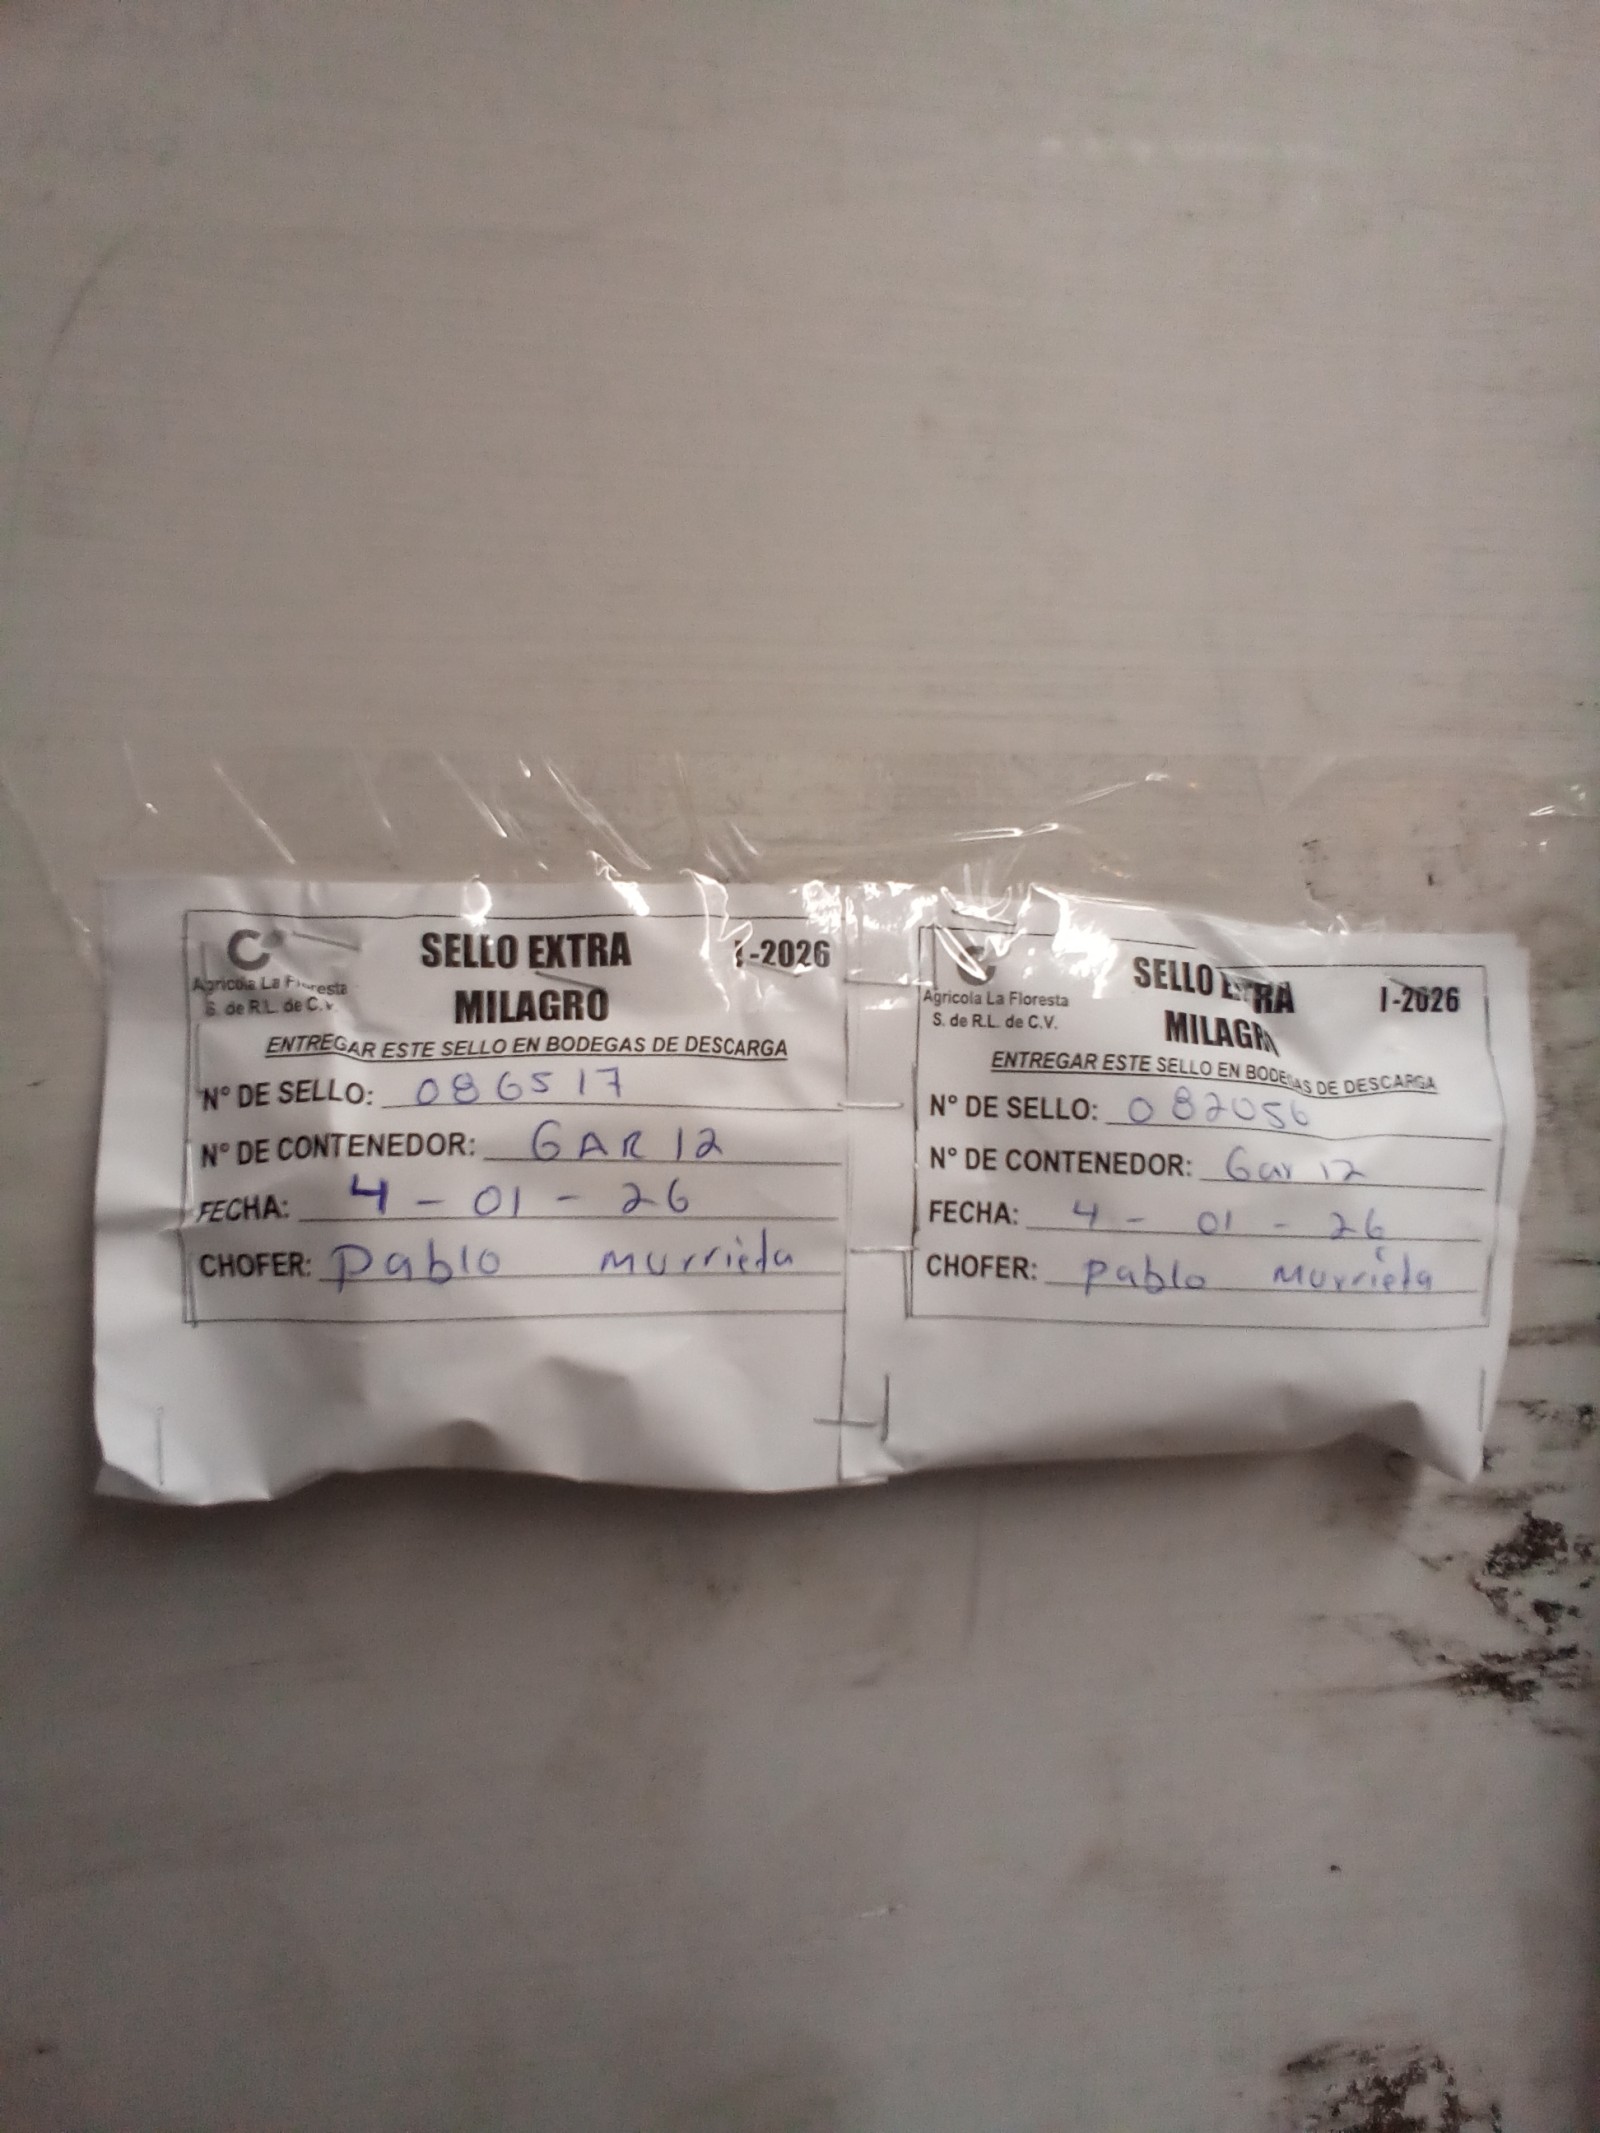 Agricola La Floresta
S. de R.L. de C.V.
SELLO EXTRA
MILAGRO
I-2026
ENTREGAR ESTE SELLO EN BODEGAS DE DESCARGA
N° DE SELLO: 086517
N° DE CONTENEDOR: GAR 12
FECHA: 4 - 01 - 26
CHOFER: Pablo Murrieta
Agricola La Floresta
S. de R.L. de C.V.
SELLO EXTRA
MILAGRO
I-2026
ENTREGAR ESTE SELLO EN BODEGAS DE DESCARGA
N° DE SELLO: 082056
N° DE CONTENEDOR: Gar 12
FECHA: 4 - 01 - 26
CHOFER: Pablo Murrieta